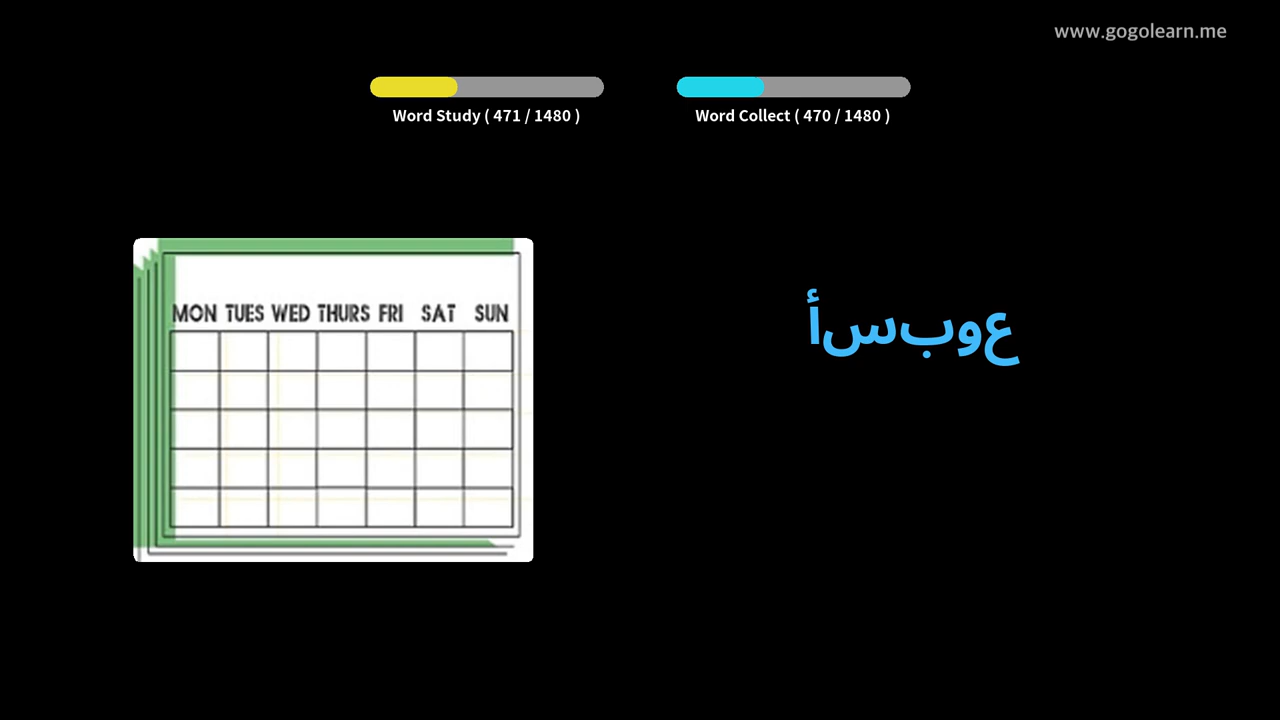 www.gogolearn.me
Word Study ( 471 / 1480 )
Word Collect ( 470 / 1480 )
MON TUES WED THURS FRI SAT SUN
أسبوع